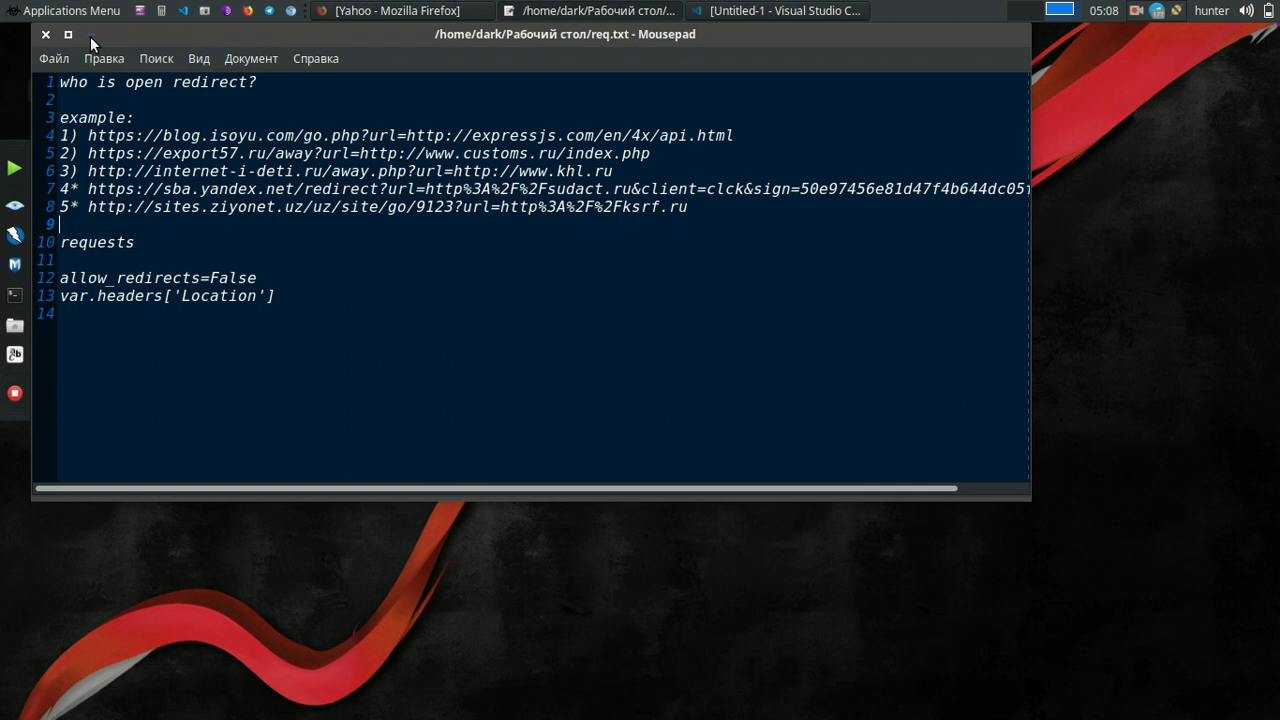 Applications Menu
[Yahoo - Mozilla Firefox]
/home/dark/Рабочий стол/...
[Untitled-1 - Visual Studio C...
05:08
hunter
/home/dark/Рабочий стол/req.txt - Mousepad
Файл Правка Поиск Вид Документ Справка
1 who is open redirect?
2
3 example:
4 1) https://blog.isoyu.com/go.php?url=http://expressjs.com/en/4x/api.html
5 2) https://export57.ru/away?url=http://www.customs.ru/index.php
6 3) http://internet-i-deti.ru/away.php?url=http://www.khl.ru
7 4* https://sba.yandex.net/redirect?url=http%3A%2F%2Fsudact.ru&client=clck&sign=50e97456e81d47f4b644dc05f
8 5* http://sites.ziyonet.uz/uz/site/go/9123?url=http%3A%2F%2Fksrf.ru
9
10 requests
11
12 allow_redirects=False
13 var.headers['Location']
14